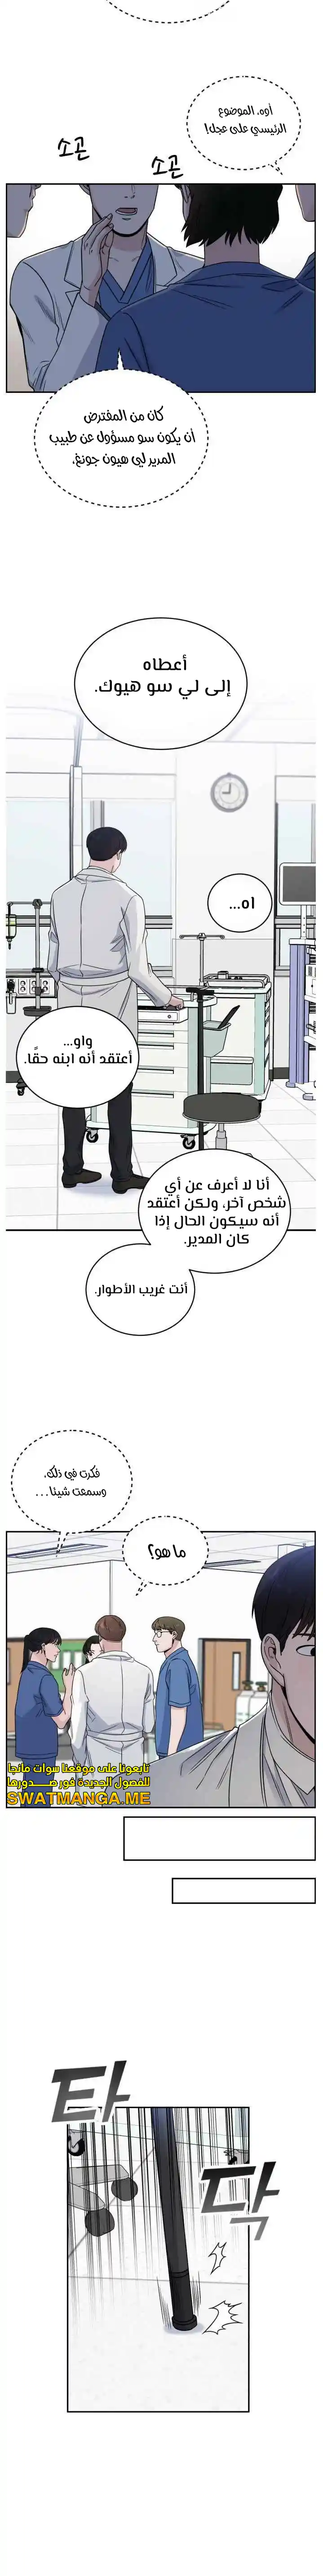 أوه، الموضوع
الرئيسي على عجل!
소곤
소곤
كان من المفترض
أن يكون سو مسؤول عن طبيب
المدير لي هيون جونغ.
أعطاه
إلى لي سو هيوك.
اه...
واو...
أعتقد أنه ابنه حقًا.
أنا لا أعرف عن أي
شخص آخر، ولكن أعتقد
أنه سيكون الحال إذا
كان المدير.
أنت غريب الأطوار.
فكرت في ذلك،
وسمعت شيئا...
ما هو؟
تابعونا على موقعنا سوات مانجا
للفصول الجديدة فور صـــدورها
SWATMANGA.ME
타
닥